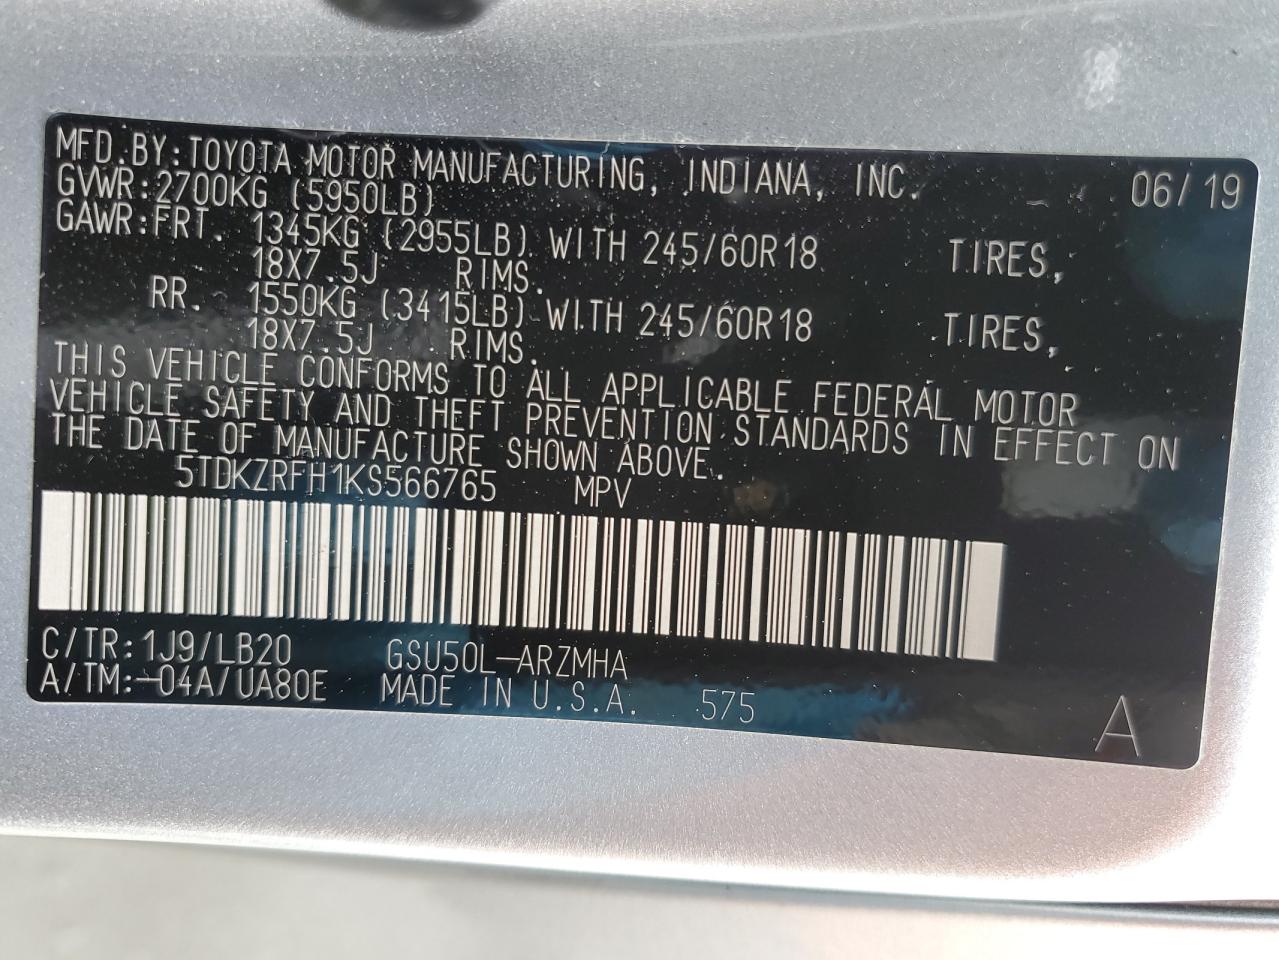 MFD.BY:TOYOTA MOTOR MANUFACTURING, INDIANA, INC. 06/19
GVWR:2700KG (5950LB)
GAWR:FRT. 1345KG (2955LB) WITH 245/60R18 TIRES,
18X7.5J RIMS.
RR. 1550KG (3415LB) WITH 245/60R18 TIRES,
18X7.5J RIMS.
THIS VEHICLE CONFORMS TO ALL APPLICABLE FEDERAL MOTOR
VEHICLE SAFETY AND THEFT PREVENTION STANDARDS IN EFFECT ON
THE DATE OF MANUFACTURE SHOWN ABOVE.
5TDKZRFH1KS566765 MPV
C/TR:1J9/LB20 GSU50L-ARZMHA
A/TM:-04A/UA80E MADE IN U.S.A. 575
A